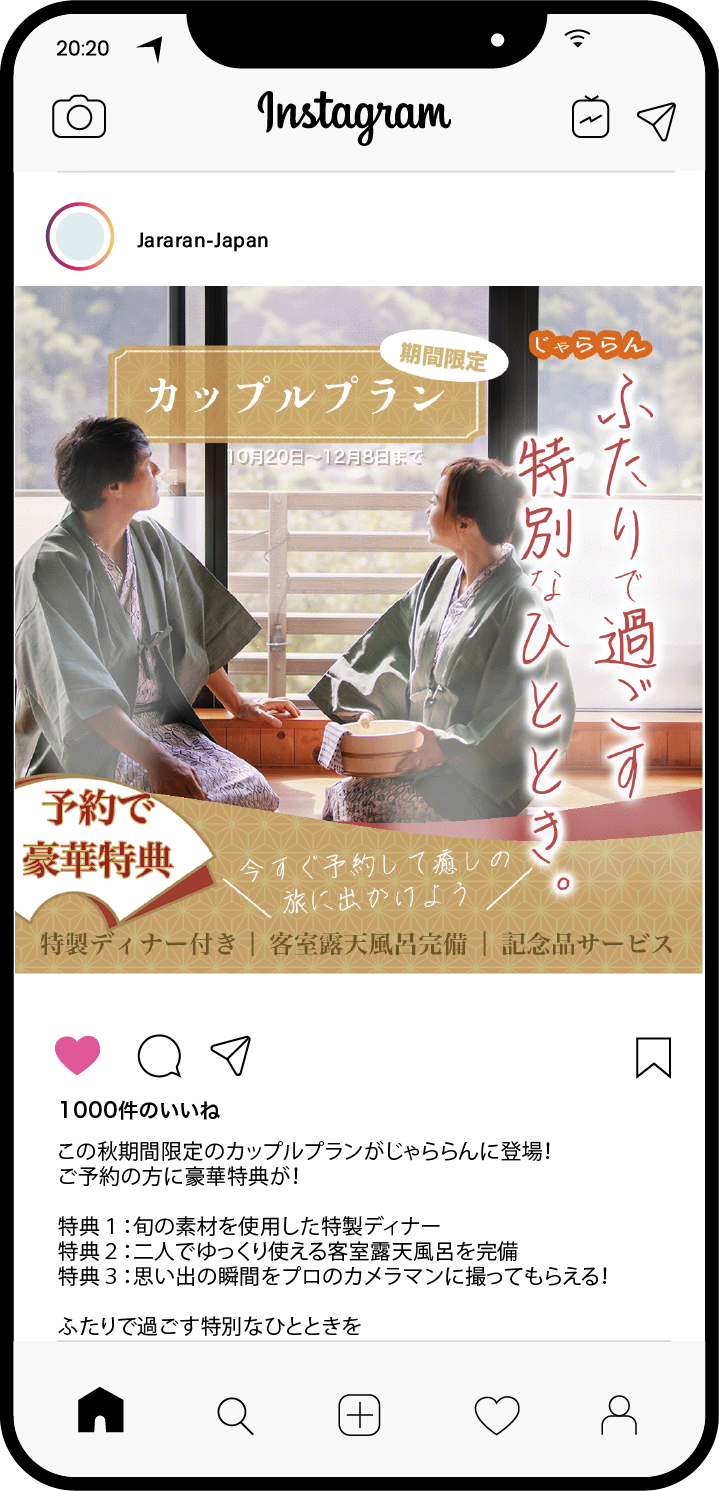 20:20
Instagram
Jararan-Japan
期間限定
カップルプラン
10月20日～12月8日まで
じゃららん
ふたりで過ごす
特別なひととき。
予約で
豪華特典
今すぐ予約して癒しの
旅に出かけよう
特製ディナー付き｜客室露天風呂完備｜記念品サービス
1000件のいいね
この秋期間限定のカップルプランがじゃららんに登場！
ご予約の方に豪華特典が！
特典１：旬の素材を使用した特製ディナー
特典２：二人でゆっくり使える客室露天風呂を完備
特典３：思い出の瞬間をプロのカメラマンに撮ってもらえる！
ふたりで過ごす特別なひとときを